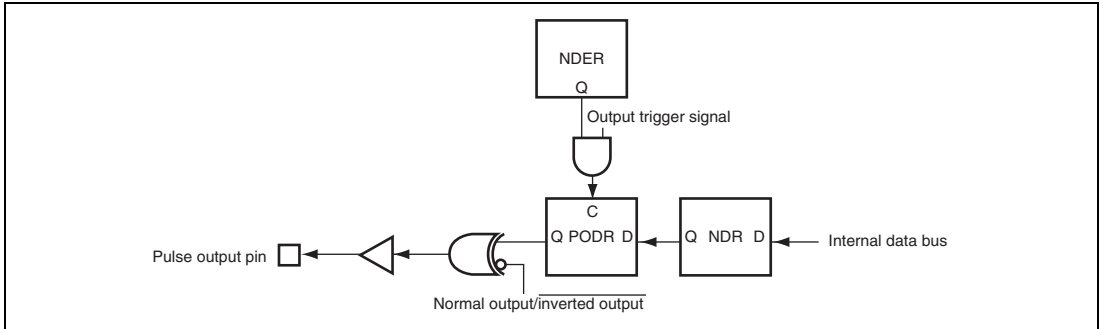 NDER
Q
Output trigger signal
C
Q PODR D
Q NDR D
Internal data bus
Pulse output pin
Normal output/inverted output